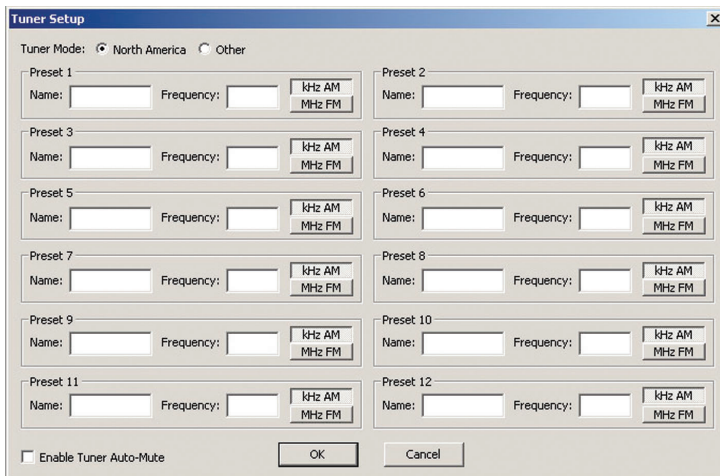 Tuner Setup
Tuner Mode: North America Other
Preset 1
Name: Frequency: kHz AM
MHz FM
Preset 2
Name: Frequency: kHz AM
MHz FM
Preset 3
Name: Frequency: kHz AM
MHz FM
Preset 4
Name: Frequency: kHz AM
MHz FM
Preset 5
Name: Frequency: kHz AM
MHz FM
Preset 6
Name: Frequency: kHz AM
MHz FM
Preset 7
Name: Frequency: kHz AM
MHz FM
Preset 8
Name: Frequency: kHz AM
MHz FM
Preset 9
Name: Frequency: kHz AM
MHz FM
Preset 10
Name: Frequency: kHz AM
MHz FM
Preset 11
Name: Frequency: kHz AM
MHz FM
Preset 12
Name: Frequency: kHz AM
MHz FM
Enable Tuner Auto-Mute OK Cancel